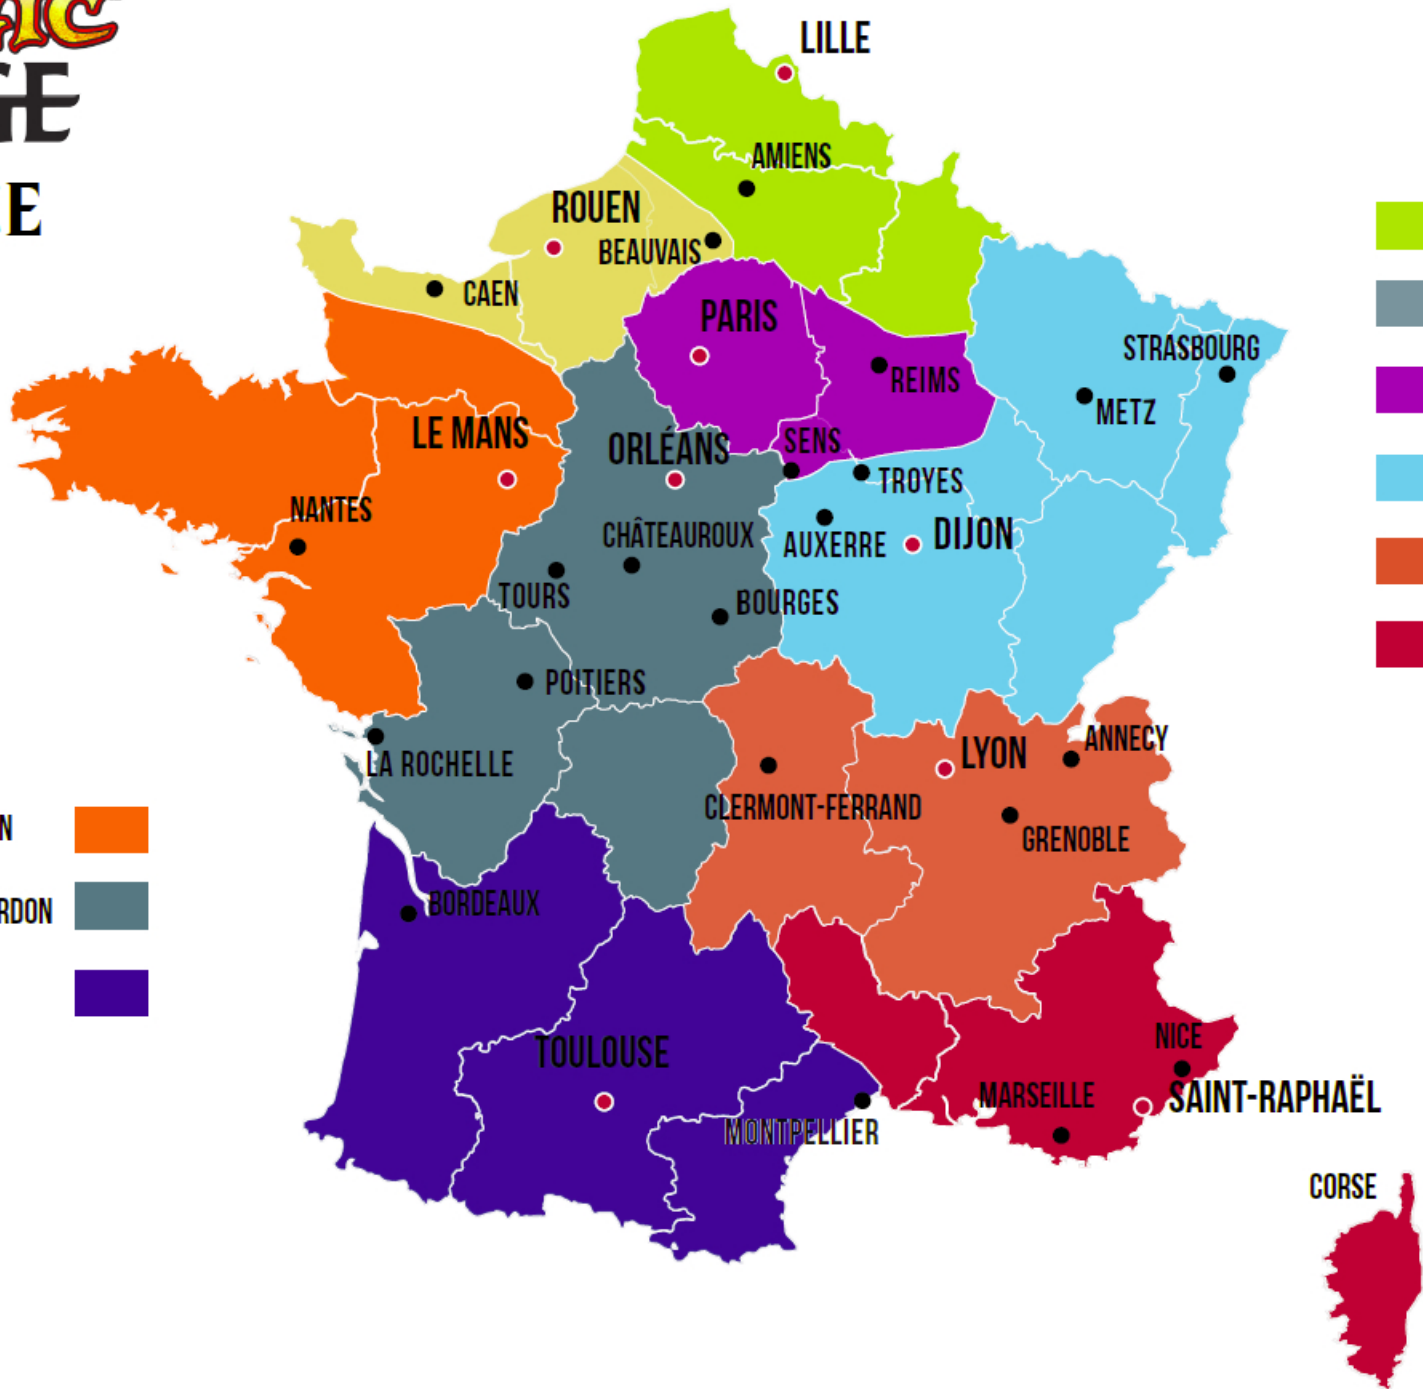 LILLE
AMIENS
ROUEN
BEAUVAIS
CAEN
PARIS
STRASBOURG
REIMS
METZ
LE MANS
ORLÉANS
SENS
TROYES
NANTES
CHÂTEAUROUX
AUXERRE
DIJON
TOURS
BOURGES
POITIERS
LA ROCHELLE
LYON
ANNECY
CLERMONT-FERRAND
GRENOBLE
BORDEAUX
TOULOUSE
NICE
MARSEILLE
SAINT-RAPHAËL
MONTPELLIER
CORSE